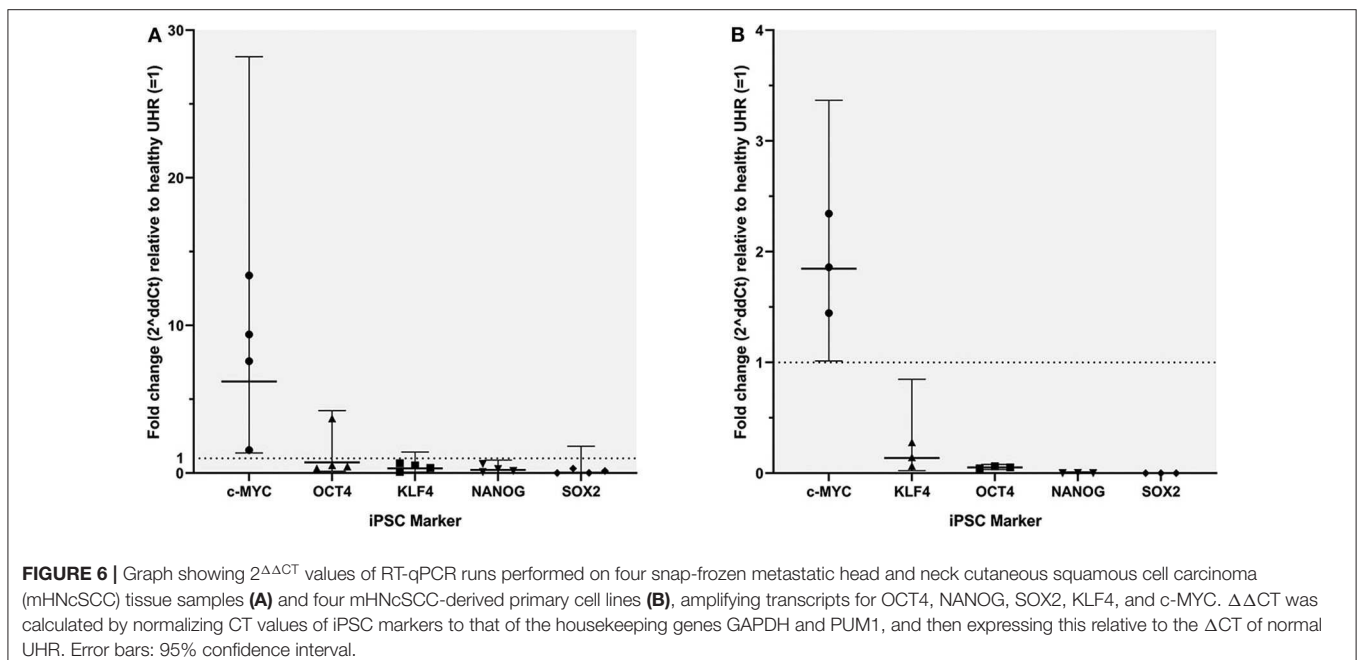 A
Fold change (2^ddCt) relative to healthy UHR (=1)
30
20
10
1
0
c-MYC OCT4 KLF4 NANOG SOX2
iPSC Marker
B
Fold change (2^ddCt) relative to healthy UHR (=1)
4
3
2
1
0
c-MYC KLF4 OCT4 NANOG SOX2
iPSC Marker
FIGURE 6 | Graph showing 2^ΔΔCT values of RT-qPCR runs performed on four snap-frozen metastatic head and neck cutaneous squamous cell carcinoma
(mHNcSCC) tissue samples (A) and four mHNcSCC-derived primary cell lines (B), amplifying transcripts for OCT4, NANOG, SOX2, KLF4, and c-MYC. ΔΔCT was
calculated by normalizing CT values of iPSC markers to that of the housekeeping genes GAPDH and PUM1, and then expressing this relative to the ΔCT of normal
UHR. Error bars: 95% confidence interval.